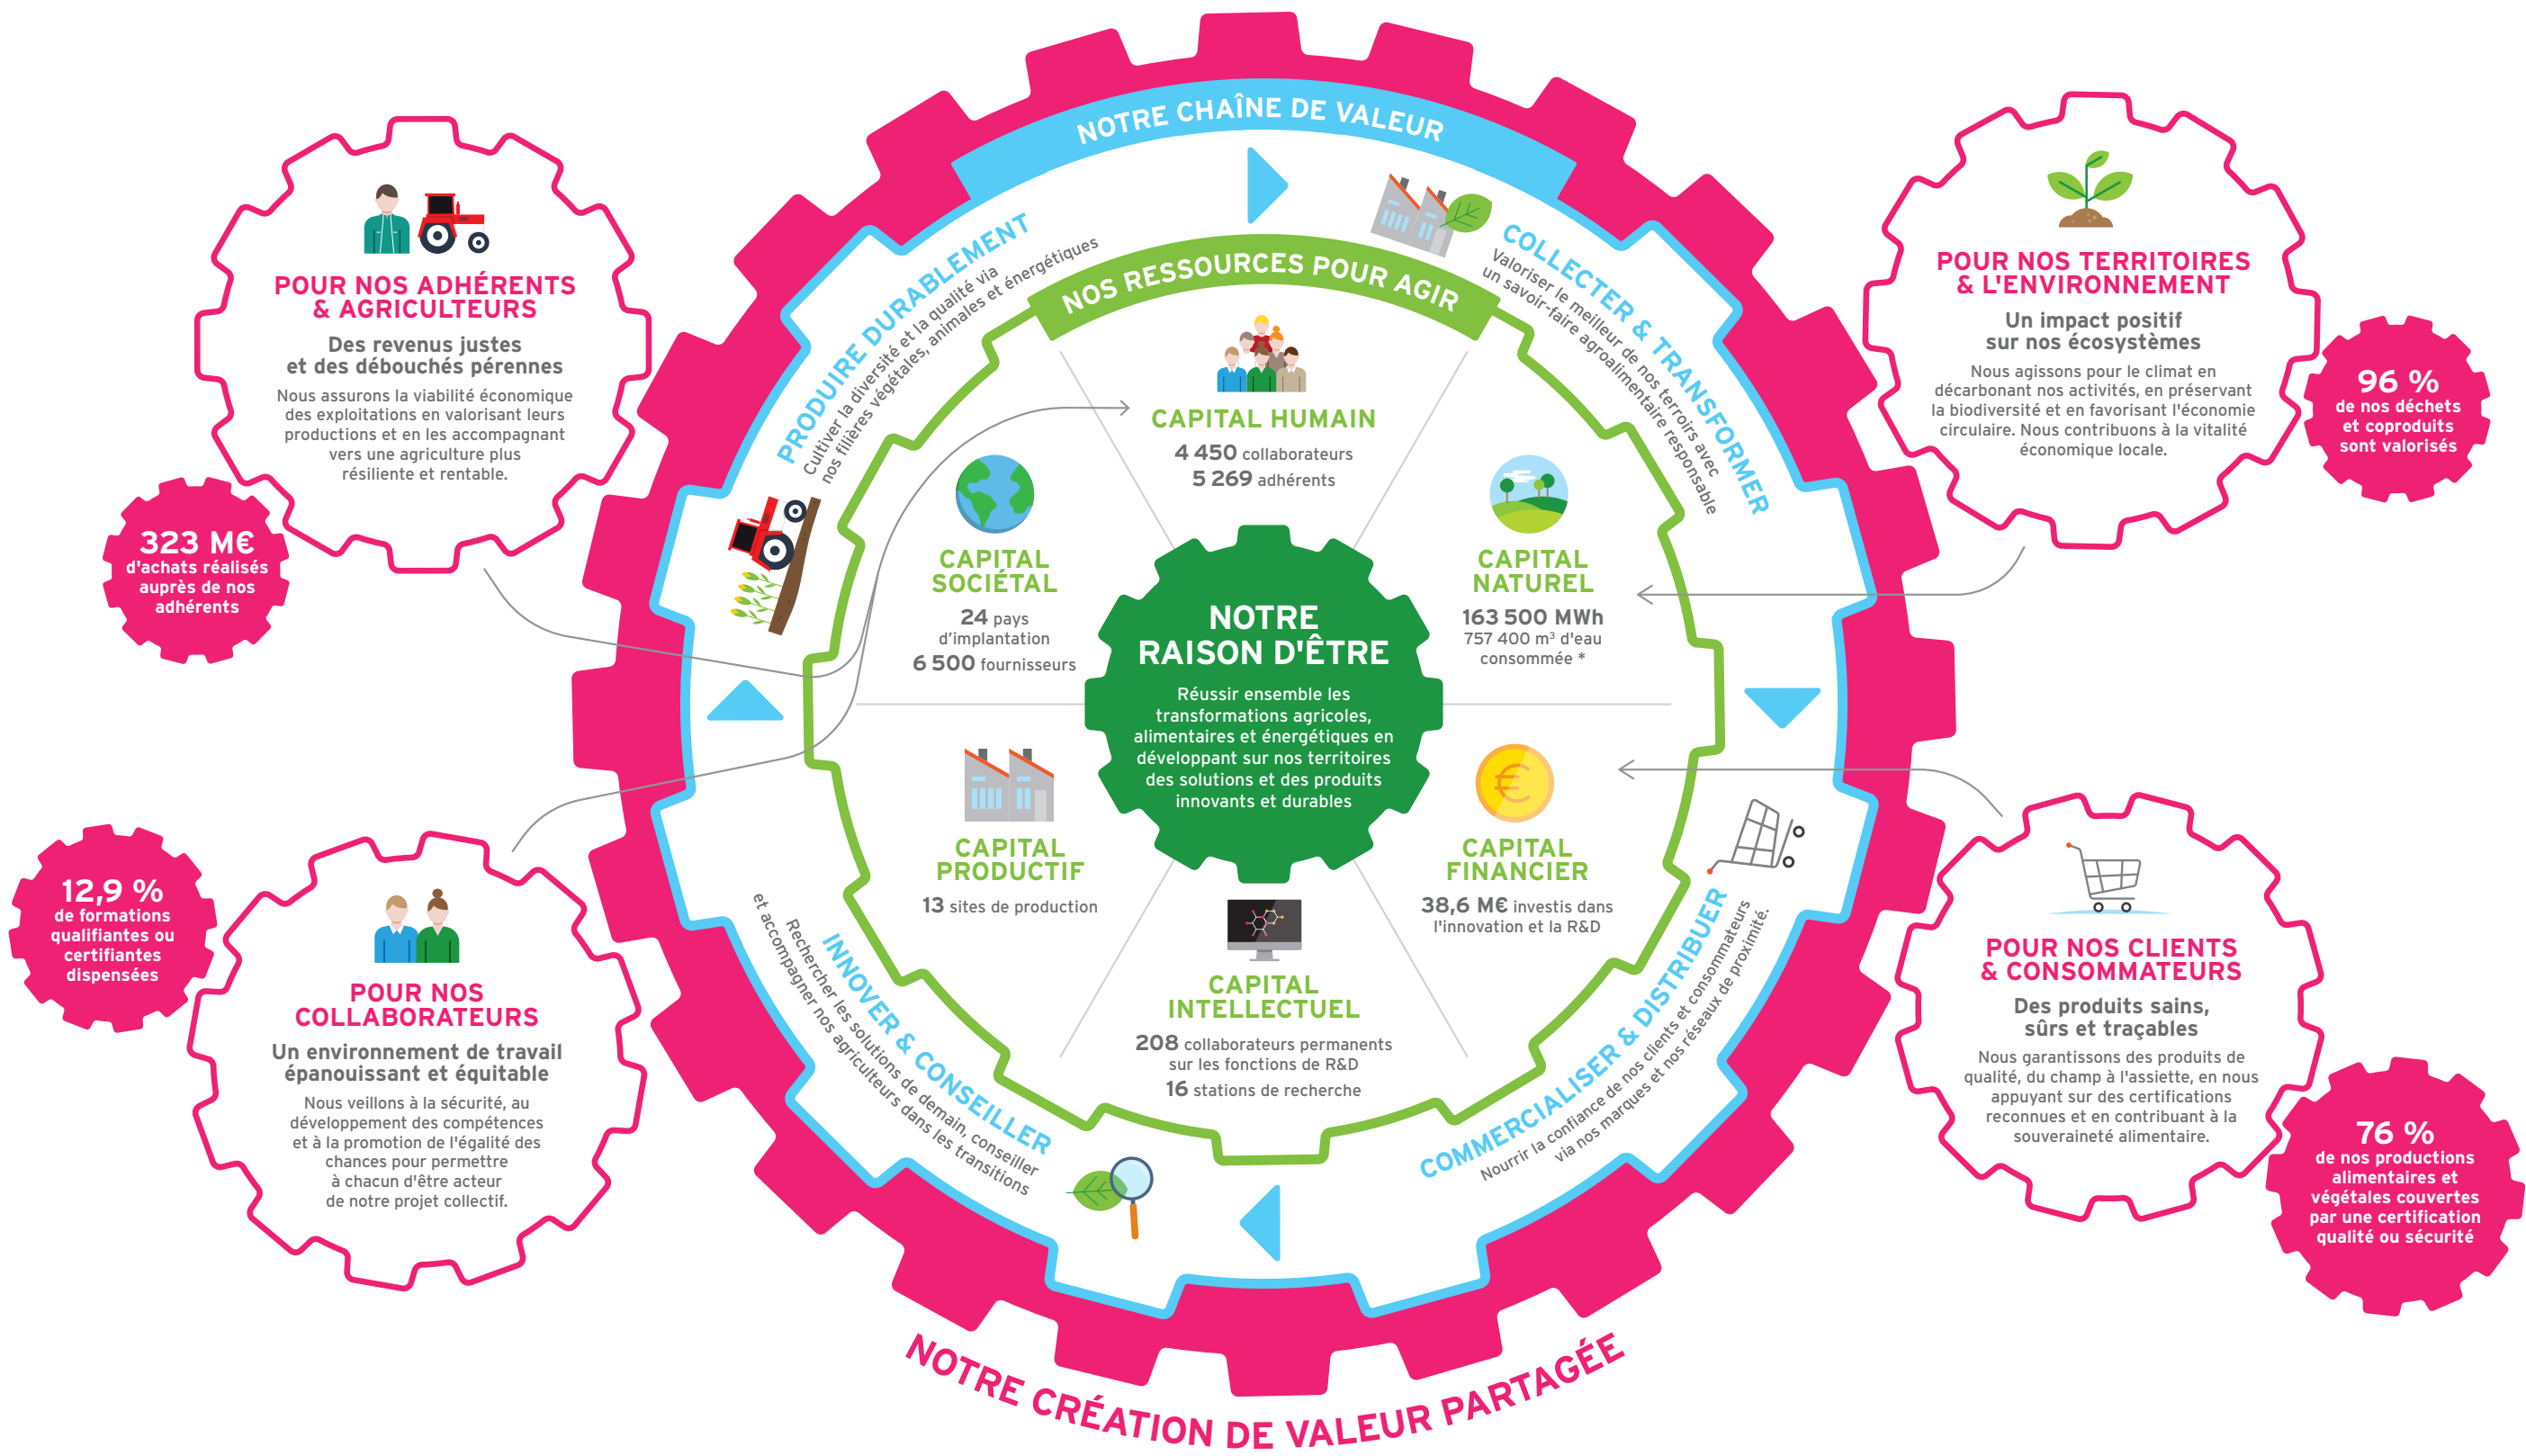 NOTRE CHAÎNE DE VALEUR
PRODUIRE DURABLEMENT
Cultiver la diversité et la qualité via
nos filières végétales, animales et énergétiques
COLLECTER & TRANSFORMER
Valoriser le meilleur de nos terroirs avec
un savoir-faire agroalimentaire responsable
COMMERCIALISER & DISTRIBUER
Nourrir la confiance de nos clients et consommateurs
via nos marques et nos réseaux de proximité.
INNOVER & CONSEILLER
Rechercher les solutions de demain, conseiller
et accompagner nos agriculteurs dans les transitions
NOS RESSOURCES POUR AGIR
CAPITAL HUMAIN
4 450 collaborateurs
5 269 adhérents
CAPITAL
NATUREL
163 500 MWh
757 400 m³ d'eau
consommée *
CAPITAL
FINANCIER
38,6 M€ investis dans
l'innovation et la R&D
CAPITAL
INTELLECTUEL
208 collaborateurs permanents
sur les fonctions de R&D
16 stations de recherche
CAPITAL
PRODUCTIF
13 sites de production
CAPITAL
SOCIÉTAL
24 pays
d’implantation
6 500 fournisseurs
NOTRE
RAISON D'ÊTRE
Réussir ensemble les
transformations agricoles,
alimentaires et énergétiques en
développant sur nos territoires
des solutions et des produits
innovants et durables
POUR NOS ADHÉRENTS
& AGRICULTEURS
Des revenus justes
et des débouchés pérennes
Nous assurons la viabilité économique
des exploitations en valorisant leurs
productions et en les accompagnant
vers une agriculture plus
résiliente et rentable.
323 M€
d'achats réalisés
auprès de nos
adhérents
POUR NOS TERRITOIRES
& L'ENVIRONNEMENT
Un impact positif
sur nos écosystèmes
Nous agissons pour le climat en
décarbonant nos activités, en préservant
la biodiversité et en favorisant l'économie
circulaire. Nous contribuons à la vitalité
économique locale.
96 %
de nos déchets
et coproduits
sont valorisés
12,9 %
de formations
qualifiantes ou
certifiantes
dispensées
POUR NOS
COLLABORATEURS
Un environnement de travail
épanouissant et équitable
Nous veillons à la sécurité, au
développement des compétences
et à la promotion de l'égalité des
chances pour permettre
à chacun d'être acteur
de notre projet collectif.
POUR NOS CLIENTS
& CONSOMMATEURS
Des produits sains,
sûrs et traçables
Nous garantissons des produits de
qualité, du champ à l'assiette, en nous
appuyant sur des certifications
reconnues et en contribuant à la
souveraineté alimentaire.
76 %
de nos productions
alimentaires et
végétales couvertes
par une certification
qualité ou sécurité
NOTRE CRÉATION DE VALEUR PARTAGÉE